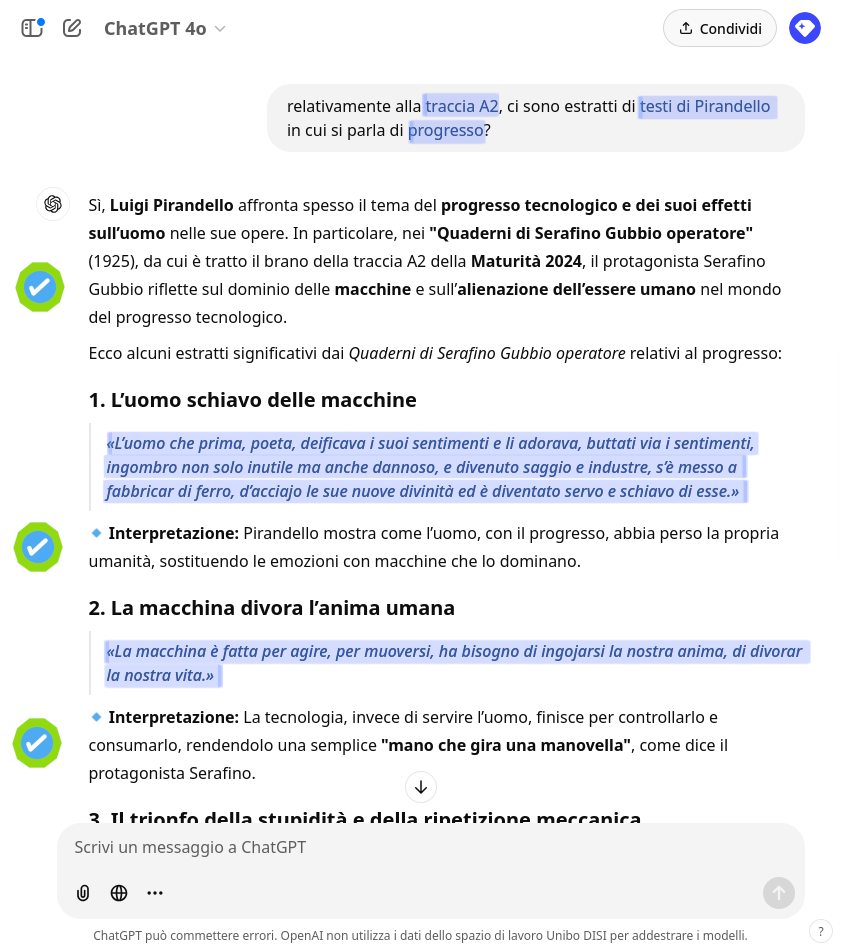 ChatGPT 4o
Condividi
relativamente alla traccia A2, ci sono estratti di testi di Pirandello
in cui si parla di progresso?
Sì, Luigi Pirandello affronta spesso il tema del progresso tecnologico e dei suoi effetti
sull’uomo nelle sue opere. In particolare, nei "Quaderni di Serafino Gubbio operatore"
(1925), da cui è tratto il brano della traccia A2 della Maturità 2024, il protagonista Serafino
Gubbio riflette sul dominio delle macchine e sull’alienazione dell’essere umano nel mondo
del progresso tecnologico.
Ecco alcuni estratti significativi dai Quaderni di Serafino Gubbio operatore relativi al progresso:
1. L’uomo schiavo delle macchine
«L’uomo che prima, poeta, deificava i suoi sentimenti e li adorava, buttati via i sentimenti,
ingombro non solo inutile ma anche dannoso, e divenuto saggio e industre, s’è messo a
fabbricar di ferro, d’acciajo le sue nuove divinità ed è diventato servo e schiavo di esse.»
🔹 Interpretazione: Pirandello mostra come l’uomo, con il progresso, abbia perso la propria
umanità, sostituendo le emozioni con macchine che lo dominano.
2. La macchina divora l’anima umana
«La macchina è fatta per agire, per muoversi, ha bisogno di ingojarsi la nostra anima, di divorar
la nostra vita.»
🔹 Interpretazione: La tecnologia, invece di servire l’uomo, finisce per controllarlo e
consumarlo, rendendolo una semplice "mano che gira una manovella", come dice il
protagonista Serafino.
3. Il trionfo della stupidità e della ripetizione meccanica
Scrivi un messaggio a ChatGPT
ChatGPT può commettere errori. OpenAI non utilizza i dati dello spazio di lavoro Unibo DISI per addestrare i modelli.
?